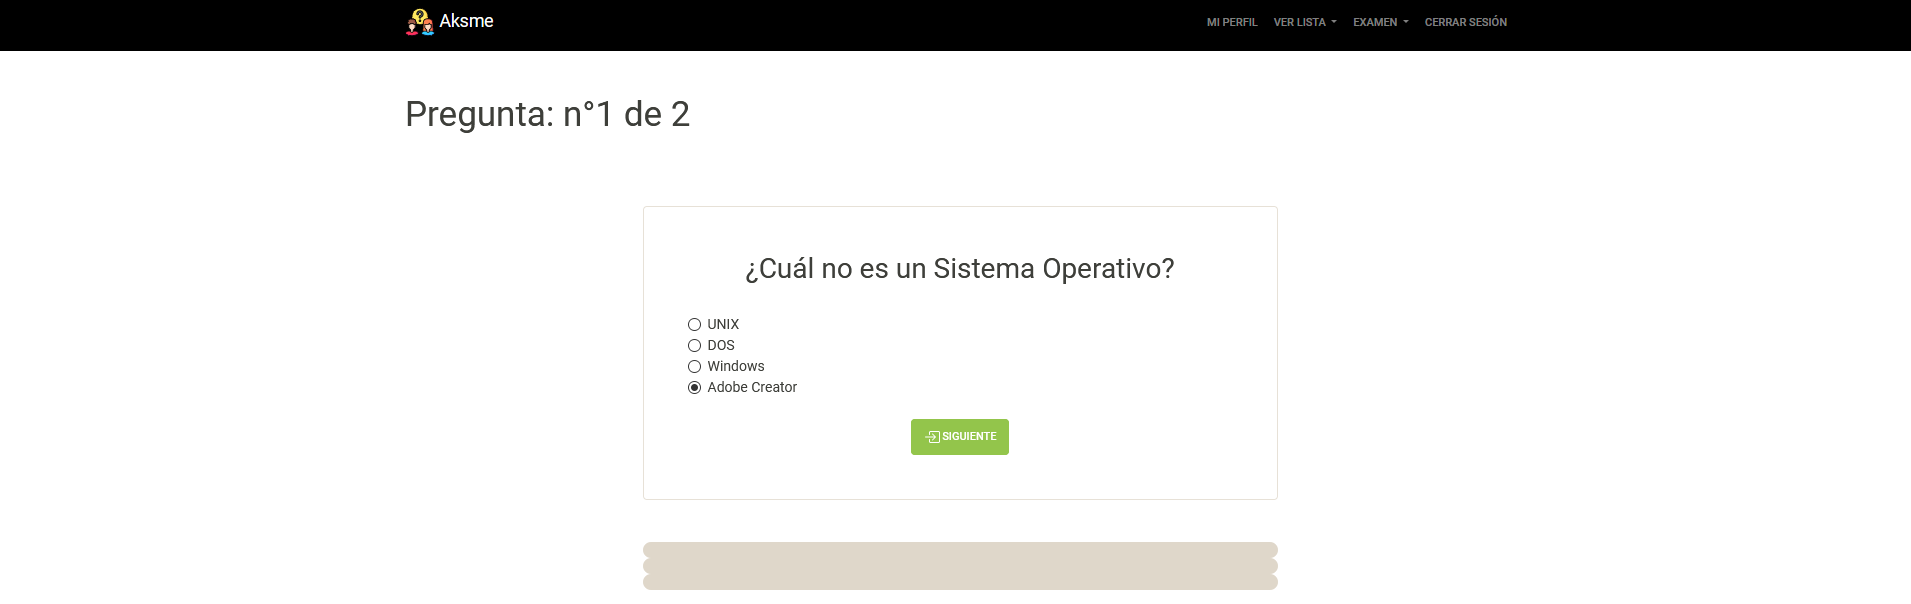 Aksme
MI PERFIL VER LISTA EXAMEN CERRAR SESIÓN
Pregunta: n°1 de 2
¿Cuál no es un Sistema Operativo?
UNIX
DOS
Windows
Adobe Creator
SIGUIENTE